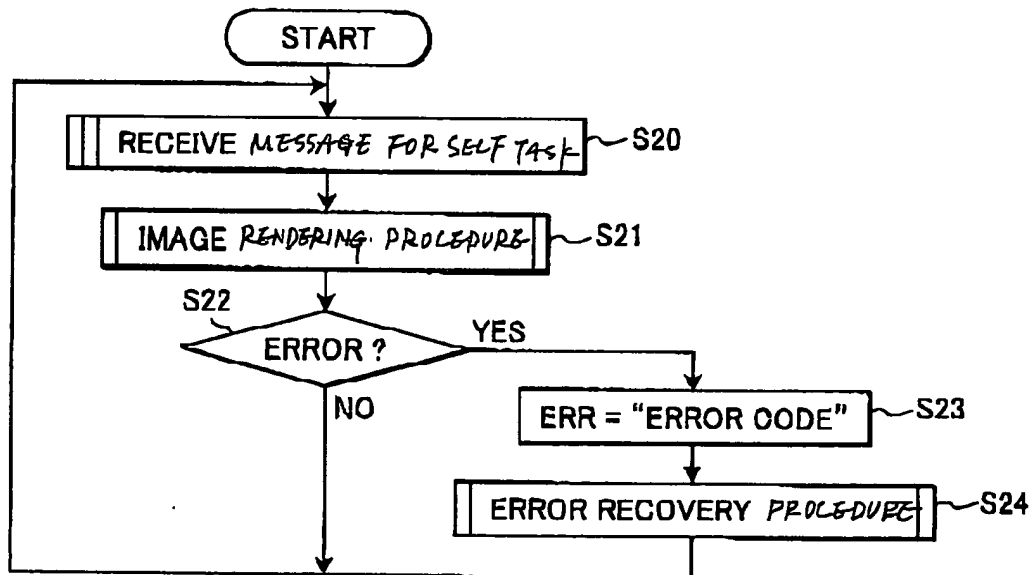 START
RECEIVE MESSAGE FOR SELF TASK
S20
IMAGE RENDERING PROCEDURE
S21
S22
ERROR ?
YES
NO
ERR = “ERROR CODE”
S23
ERROR RECOVERY PROCEDURE
S24